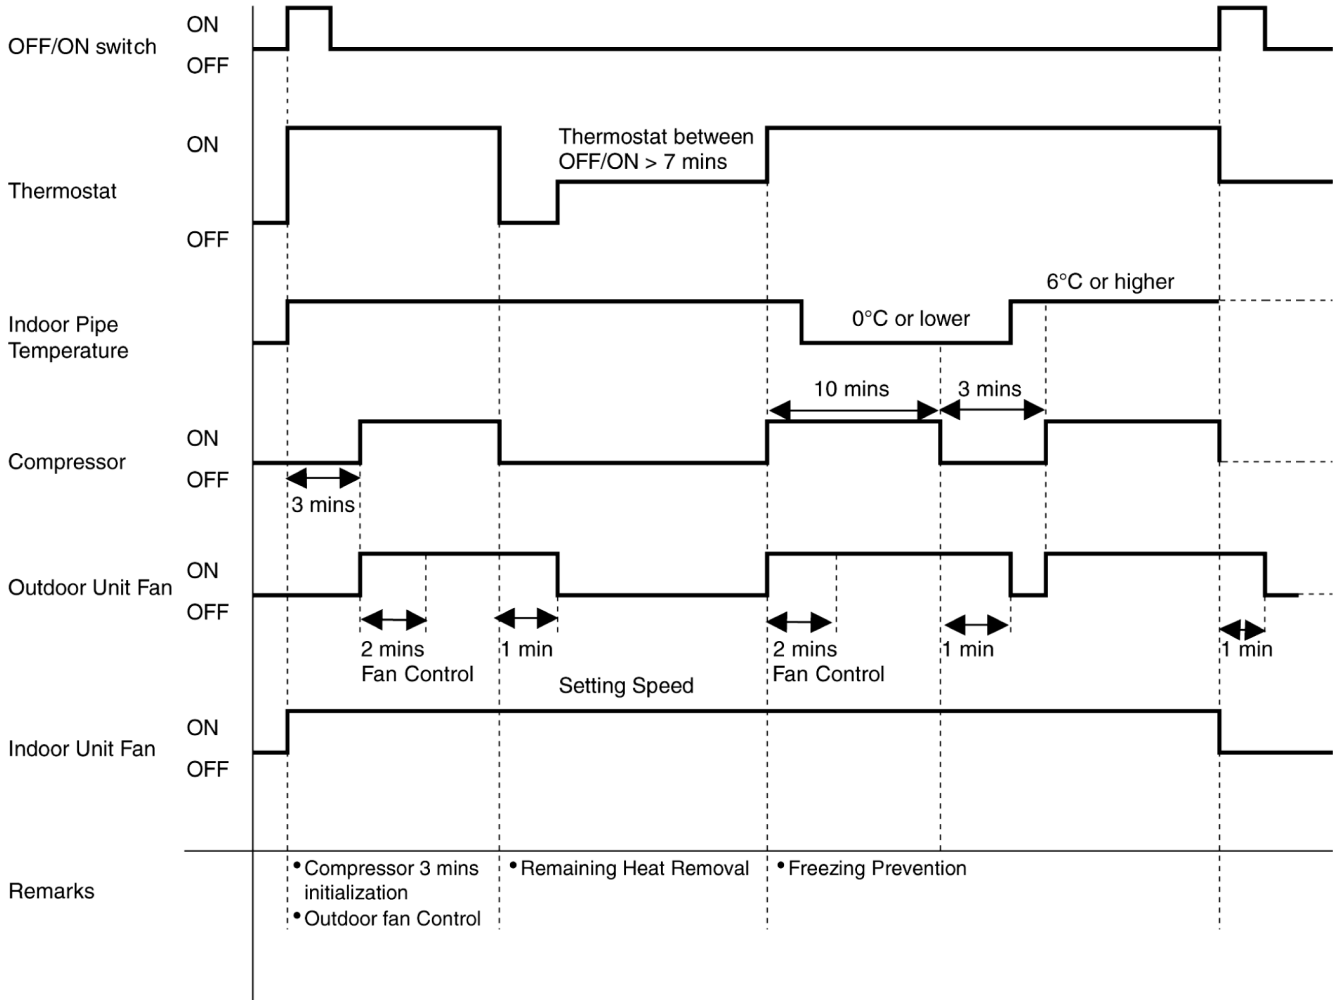 OFF/ON switch
ON
OFF
Thermostat
ON
OFF
Thermostat between
OFF/ON > 7 mins
Indoor Pipe
Temperature
0°C or lower
6°C or higher
Compressor
ON
OFF
3 mins
10 mins
3 mins
Outdoor Unit Fan
ON
OFF
2 mins
Fan Control
1 min
2 mins
Fan Control
1 min
1 min
Setting Speed
Indoor Unit Fan
ON
OFF
Remarks
• Compressor 3 mins
initialization
• Outdoor fan Control
• Remaining Heat Removal
• Freezing Prevention